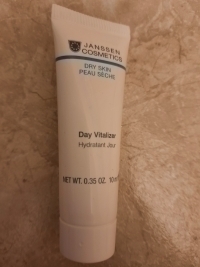 JANSSEN
COSMETICS
DRY SKIN
PEAU SÈCHE
Day Vitalizer
Hydratant Jour
NET WT. 0.35 OZ. 10